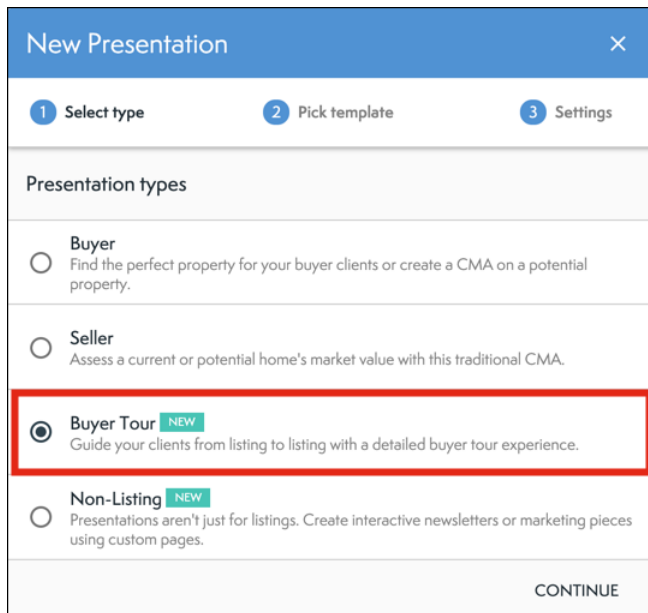 New Presentation
1 Select type 2 Pick template 3 Settings
Presentation types
Buyer
Find the perfect property for your buyer clients or create a CMA on a potential
property.
Seller
Assess a current or potential home's market value with this traditional CMA.
Buyer Tour NEW
Guide your clients from listing to listing with a detailed buyer tour experience.
Non-Listing NEW
Presentations aren't just for listings. Create interactive newsletters or marketing pieces
using custom pages.
CONTINUE